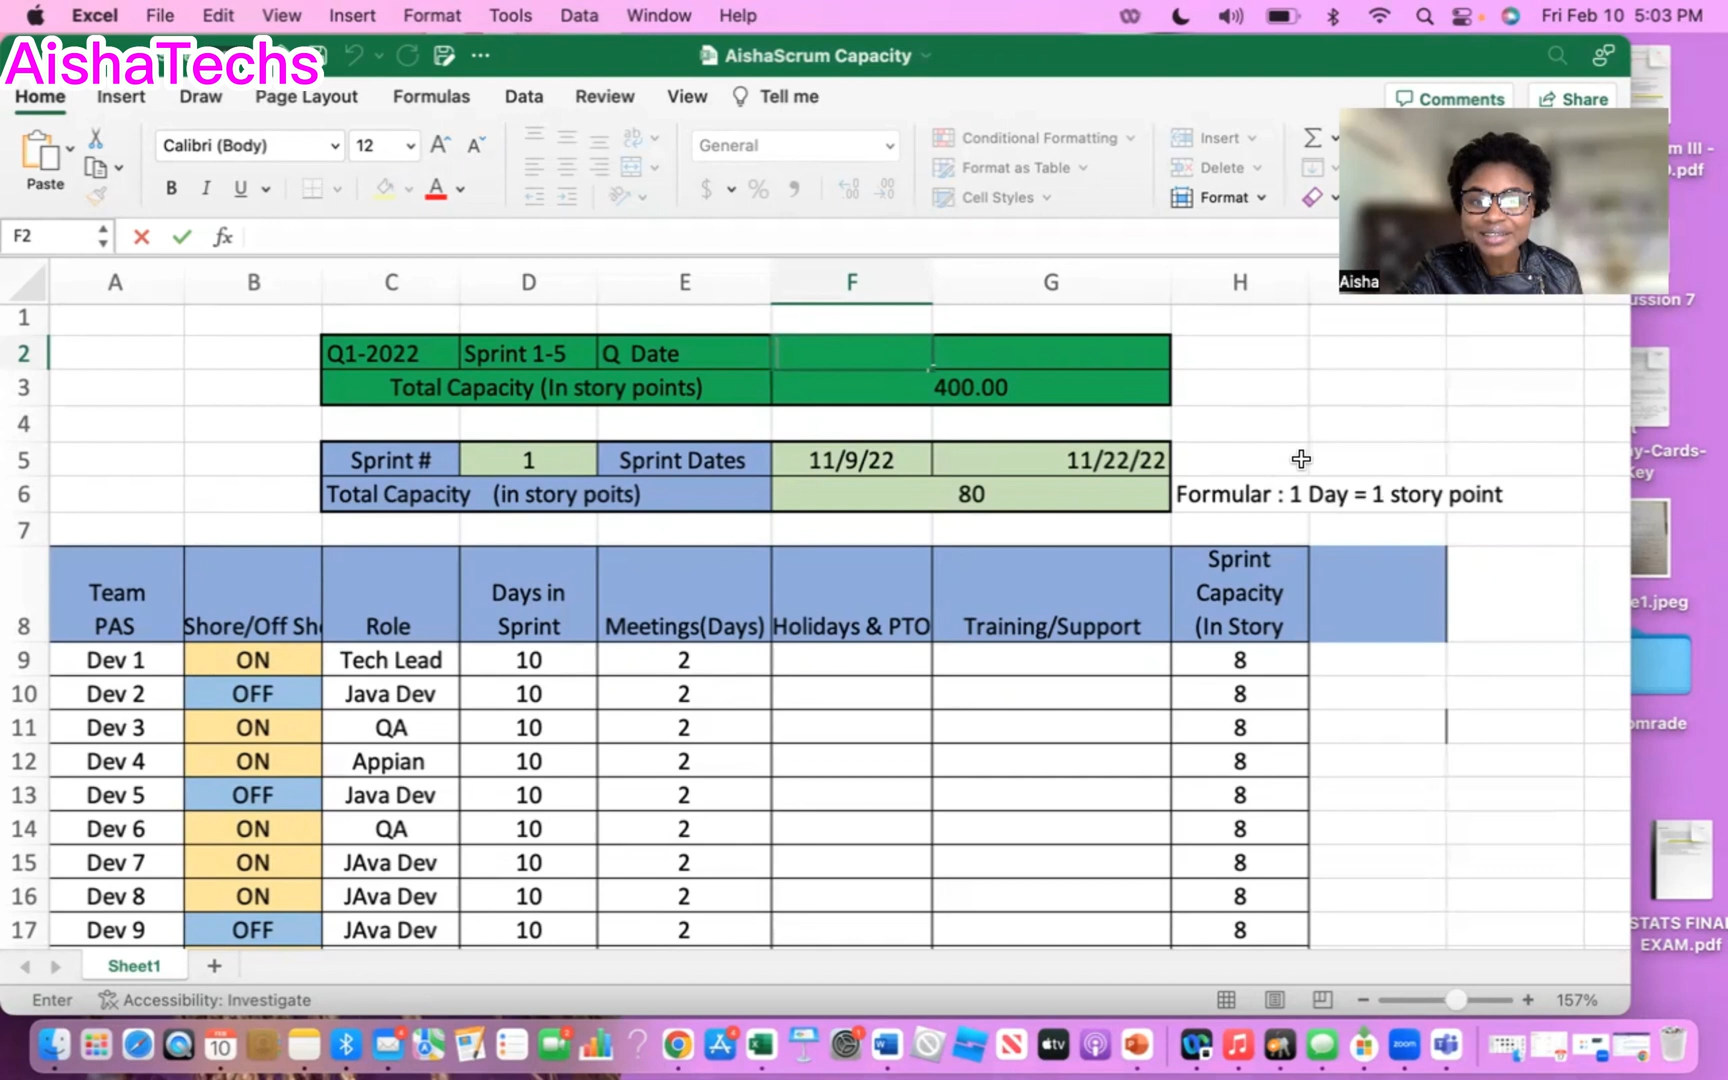 Excel File Edit View Insert Format Tools Data Window Help Fri Feb 10 5:03 PM
AishaTechs
AishaScrum Capacity
Home Insert Draw Page Layout Formulas Data Review View Tell me Comments Share
Paste
Calibri (Body) 12
General
Conditional Formatting
Format as Table
Cell Styles
Insert
Delete
Format
Aisha
F2 fx
A B C D E F G H
1
2 Q1-2022 Sprint 1-5 Q Date
3 Total Capacity (In story points) 400.00
4
5 Sprint # 1 Sprint Dates 11/9/22 11/22/22
6 Total Capacity (in story poits) 80 Formular : 1 Day = 1 story point
7
8 Team PAS Shore/Off Sh Role Days in Sprint Meetings(Days) Holidays & PTO Training/Support Sprint Capacity (In Story
9 Dev 1 ON Tech Lead 10 2 8
10 Dev 2 OFF Java Dev 10 2 8
11 Dev 3 ON QA 10 2 8
12 Dev 4 ON Appian 10 2 8
13 Dev 5 OFF Java Dev 10 2 8
14 Dev 6 ON QA 10 2 8
15 Dev 7 ON JAva Dev 10 2 8
16 Dev 8 ON JAva Dev 10 2 8
17 Dev 9 OFF JAva Dev 10 2 8
Sheet1
Enter Accessibility: Investigate 157%
m III -
.pdf
ussion 7
y-Cards-
Key
e1.jpeg
omrade
STATS FINA
EXAM.pdf
FEB
10
tv
zoom